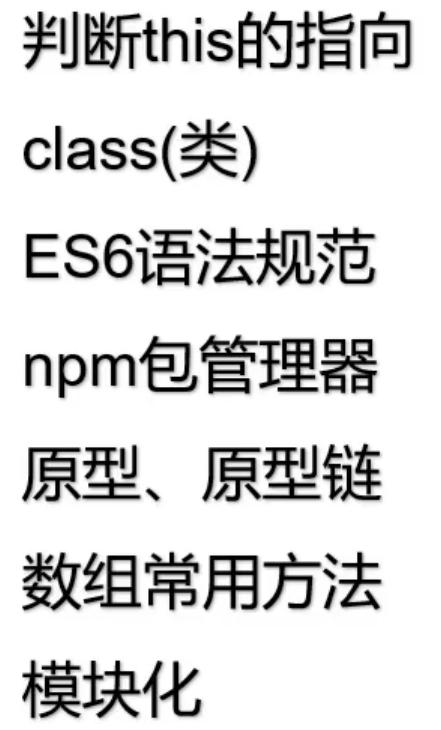 判断this的指向
class(类)
ES6语法规范
npm包管理器
原型、原型链
数组常用方法
模块化